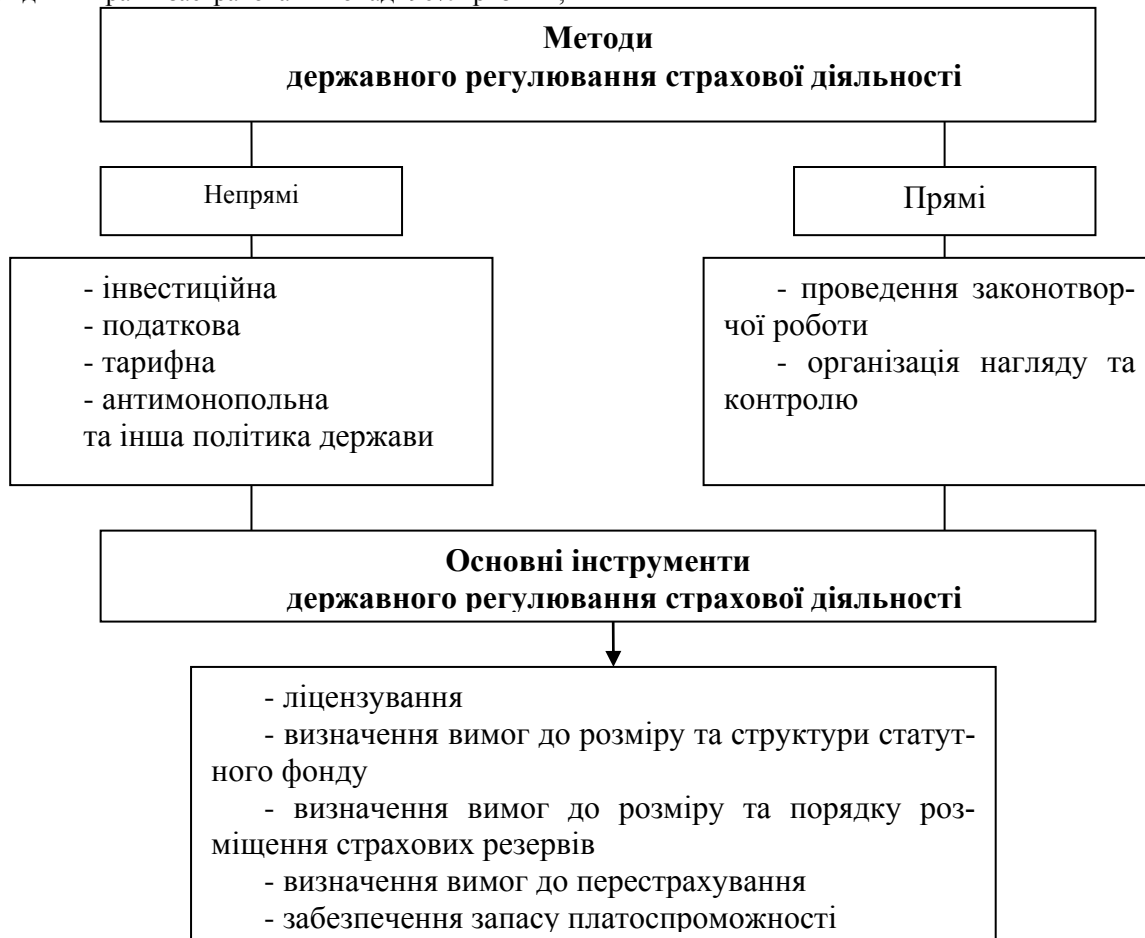 Методи
державного регулювання страхової діяльності
Непрямі
Прямі
- інвестиційна
- податкова
- тарифна
- антимонопольна
та інша політика держави
- проведення законотвор-
чої роботи
- організація нагляду та
контролю
Основні інструменти
державного регулювання страхової діяльності
- ліцензування
- визначення вимог до розміру та структури статут-
ного фонду
- визначення вимог до розміру та порядку роз-
міщення страхових резервів
- визначення вимог до перестрахування
- забезпечення запасу платоспроможності